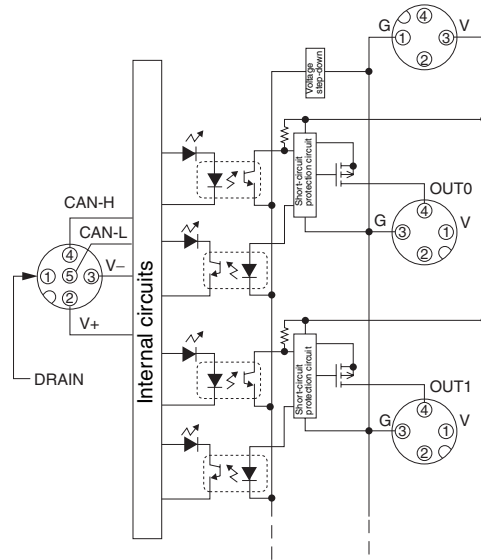 4
G 1 3 V
2
Voltage
step-down
Short-circuit
protection circuit
OUT0
4
G 3 1 V
2
CAN-H
CAN-L
4
1 5 3 V–
2
V+
DRAIN
Internal circuits
Short-circuit
protection circuit
OUT1
4
G 3 1 V
2